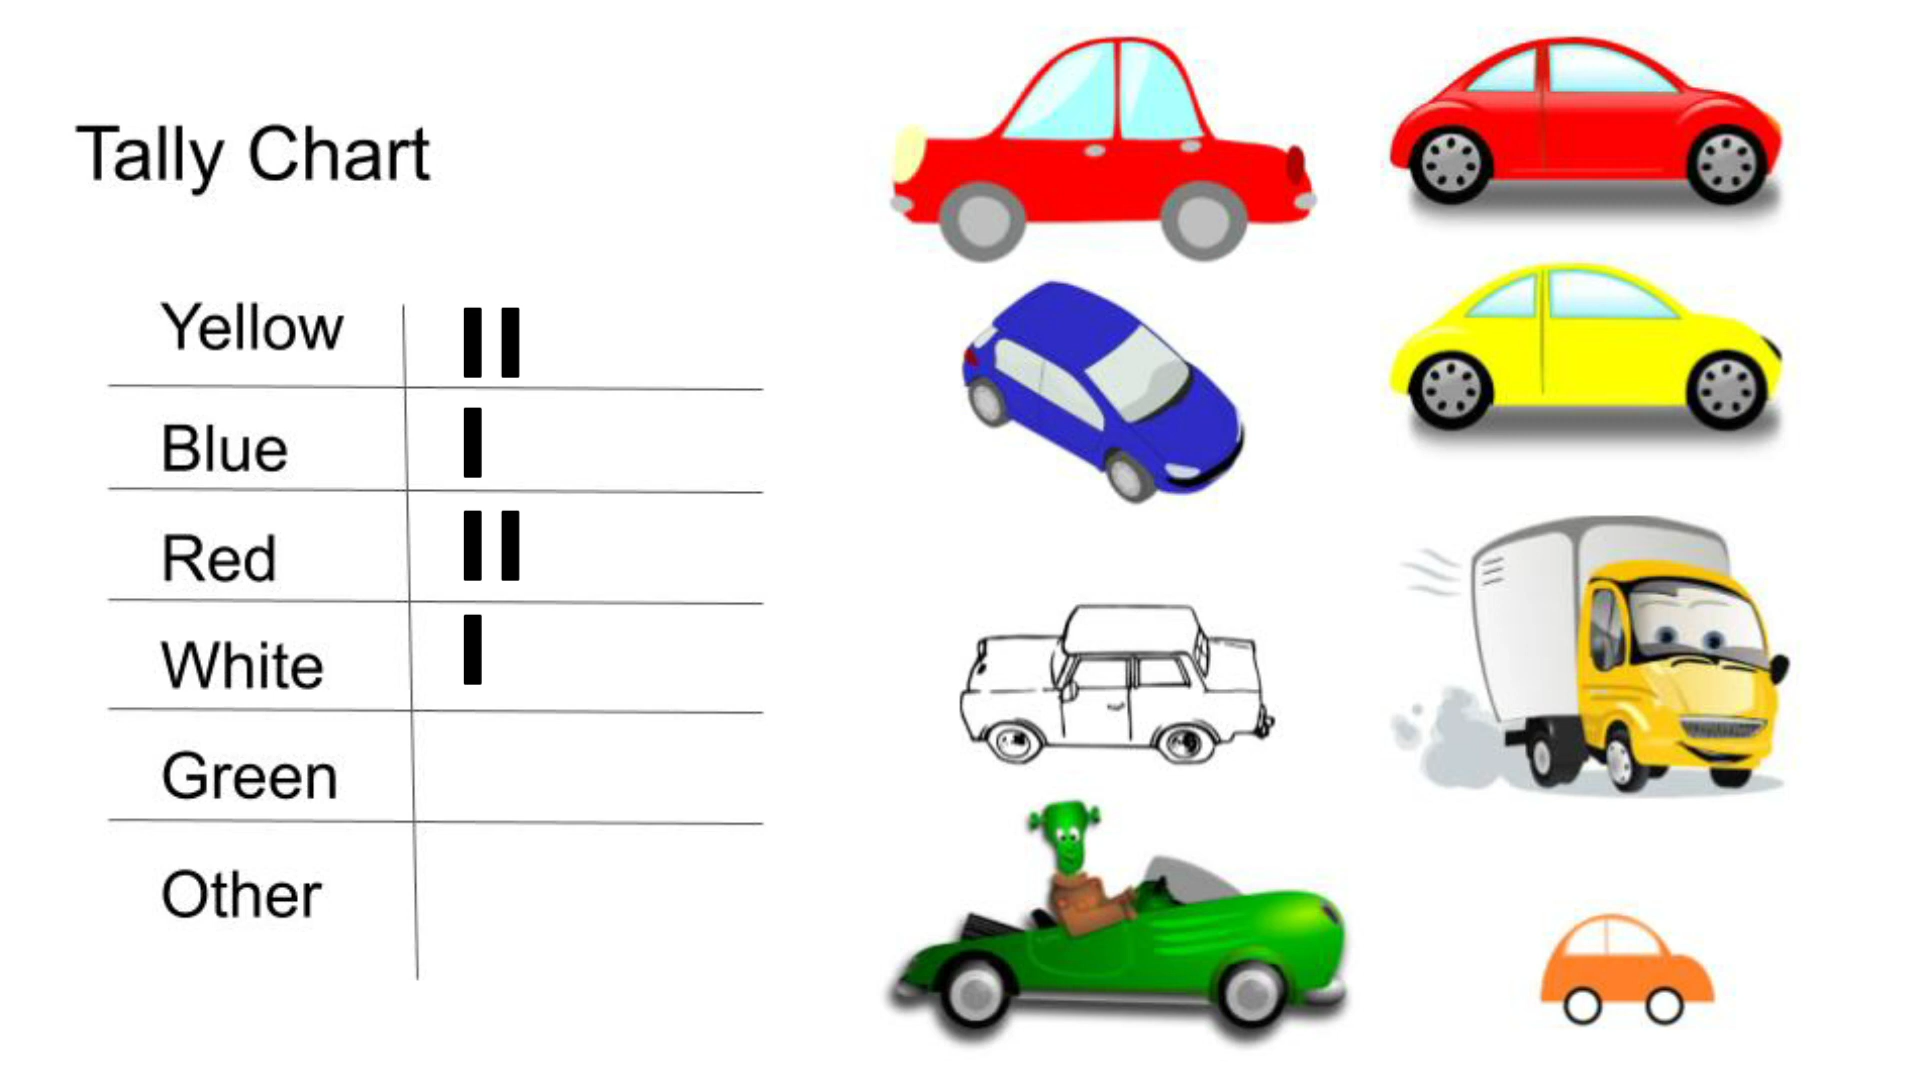 Tally Chart
Yellow
Blue
Red
White
Green
Other